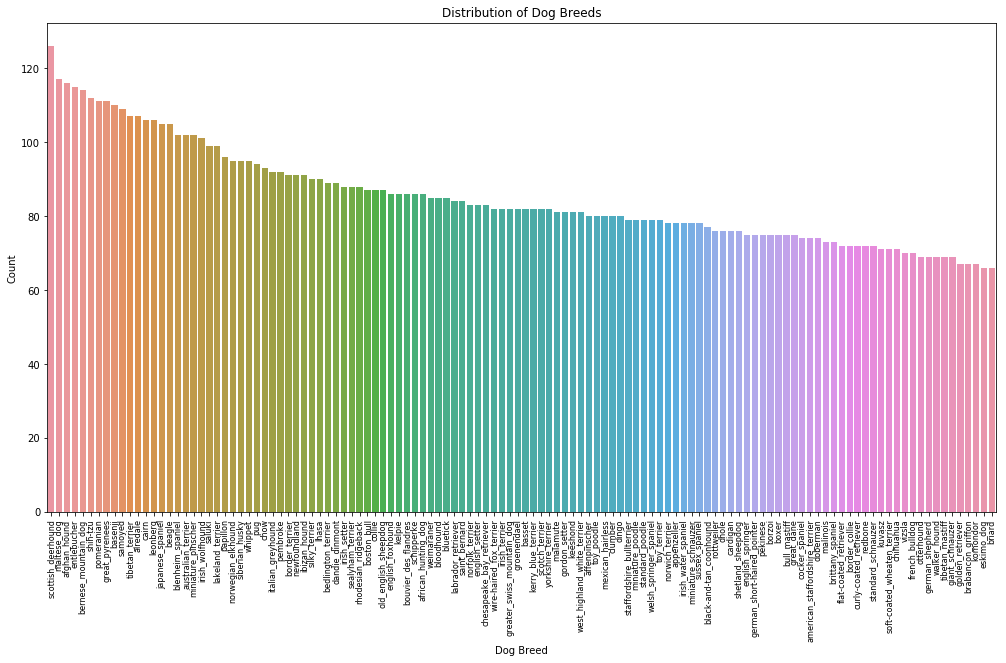 Distribution of Dog Breeds
120
100
80
60
40
20
0
Count
scottish_deerhound
maltese_dog
afghan_hound
entlebucher
bernese_mountain_dog
shih-tzu
pomeranian
great_pyrenees
basenji
samoyed
tibetan_terrier
airedale
cairn
leonberg
japanese_spaniel
beagle
blenheim_spaniel
australian_terrier
miniature_pinscher
irish_wolfhound
saluki
lakeland_terrier
papillon
norwegian_elkhound
siberian_husky
whippet
pug
chow
italian_greyhound
pembroke
border_terrier
newfoundland
ibizan_hound
silky_terrier
lhasa
bedlington_terrier
dandie_dinmont
irish_setter
sealyham_terrier
rhodesian_ridgeback
boston_bull
collie
old_english_sheepdog
english_foxhound
kelpie
bouvier_des_flandres
schipperke
african_hunting_dog
weimaraner
bloodhound
bluetick
labrador_retriever
saint_bernard
norfolk_terrier
english_setter
chesapeake_bay_retriever
wire-haired_fox_terrier
irish_terrier
greater_swiss_mountain_dog
groenendael
basset
kerry_blue_terrier
scotch_terrier
yorkshire_terrier
malamute
gordon_setter
keeshond
west_highland_white_terrier
affenpinscher
toy_poodle
mexican_hairless
clumber
dingo
staffordshire_bullterrier
miniature_poodle
standard_poodle
welsh_springer_spaniel
toy_terrier
norwich_terrier
appenzeller
irish_water_spaniel
miniature_schnauzer
sussex_spaniel
black-and-tan_coonhound
rottweiler
dhole
cardigan
shetland_sheepdog
english_springer
german_short-haired_pointer
pekinese
borzoi
boxer
bull_mastiff
great_dane
cocker_spaniel
american_staffordshire_terrier
doberman
malinois
brittany_spaniel
flat-coated_retriever
border_collie
curly-coated_retriever
redbone
standard_schnauzer
kuvasz
soft-coated_wheaten_terrier
chihuahua
vizsla
french_bulldog
otterhound
german_shepherd
walker_hound
tibetan_mastiff
giant_schnauzer
golden_retriever
brabancon_griffon
komondor
eskimo_dog
briard
Dog Breed